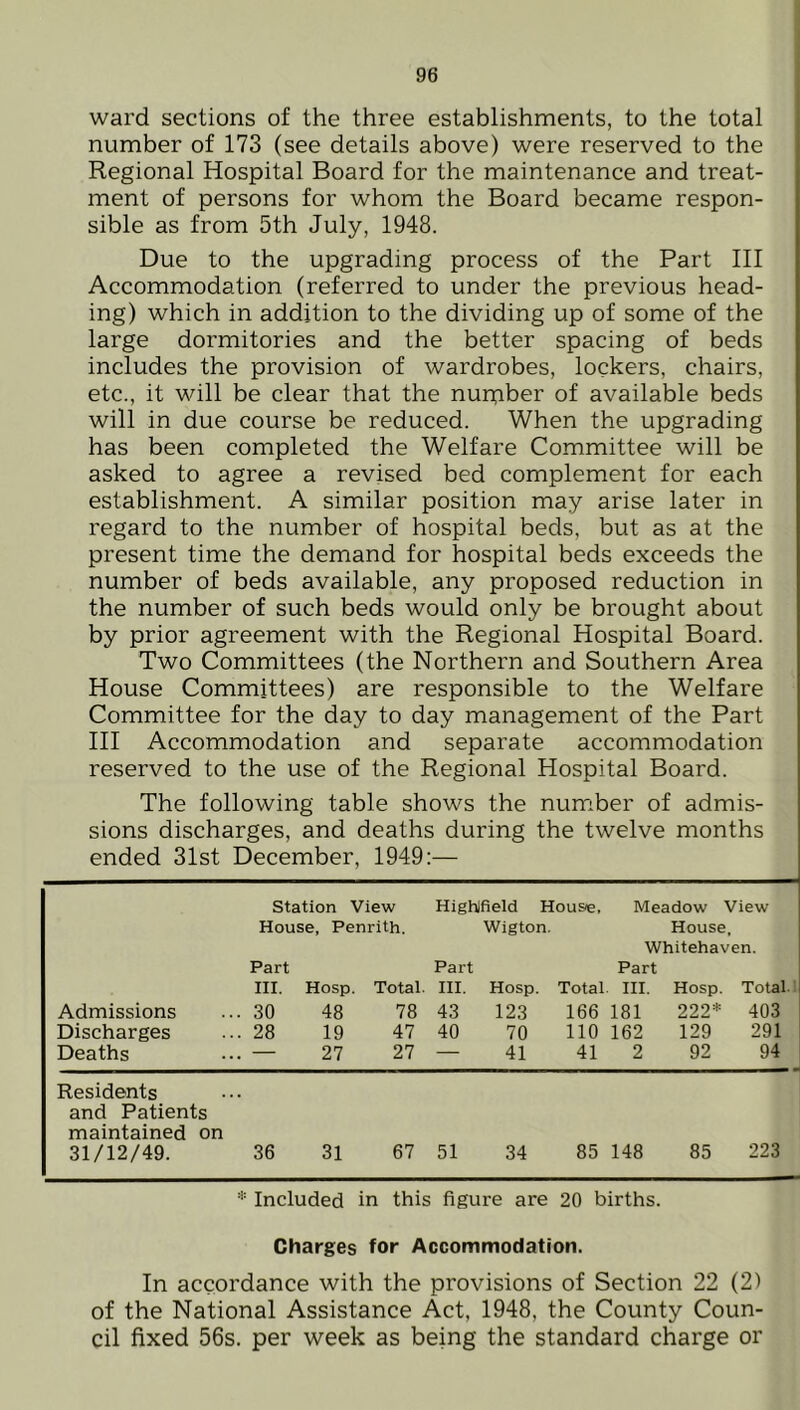 96
ward sections of the three establishments, to the total
number of 173 (see details above) were reserved to the
Regional Hospital Board for the maintenance and treat-
ment of persons for whom the Board became respon-
sible as from 5th July, 1948.
Due to the upgrading process of the Part III
Accommodation (referred to under the previous head-
ing) which in addition to the dividing up of some of the
large dormitories and the better spacing of beds
includes the provision of wardrobes, lockers, chairs,
etc., it will be clear that the number of available beds
will in due course be reduced. When the upgrading
has been completed the Welfare Committee will be
asked to agree a revised bed complement for each
establishment. A similar position may arise later in
regard to the number of hospital beds, but as at the
present time the demand for hospital beds exceeds the
number of beds available, any proposed reduction in
the number of such beds would only be brought about
by prior agreement with the Regional Hospital Board.
Two Committees (the Northern and Southern Area
House Committees) are responsible to the Welfare
Committee for the day to day management of the Part
III Accommodation and separate accommodation
reserved to the use of the Regional Hospital Board.
The following table shows the number of admis-
sions discharges, and deaths during the twelve months
ended 31st December, 1949:—
Station View Highfield House, Meadow View
House, Penrith. Wigton. House,
Whitehaven.
Part Part Part
III. Hosp. Total. III. Hosp. Total. III. Hosp. Total.
Admissions ... 30 48 78 43 123 166 181 222* 403
Discharges ... 28 19 47 40 70 110 162 129 291
Deaths ... — 27 27 — 41 41 2 92 94
Residents ...
and Patients
maintained on
31/12/49. 36 31 67 51 34 85 148 85 223
* Included in this figure are 20 births.
Charges for Accommodation.
In accordance with the provisions of Section 22 (2)
of the National Assistance Act, 1948, the County Coun-
cil fixed 56s. per week as being the standard charge or